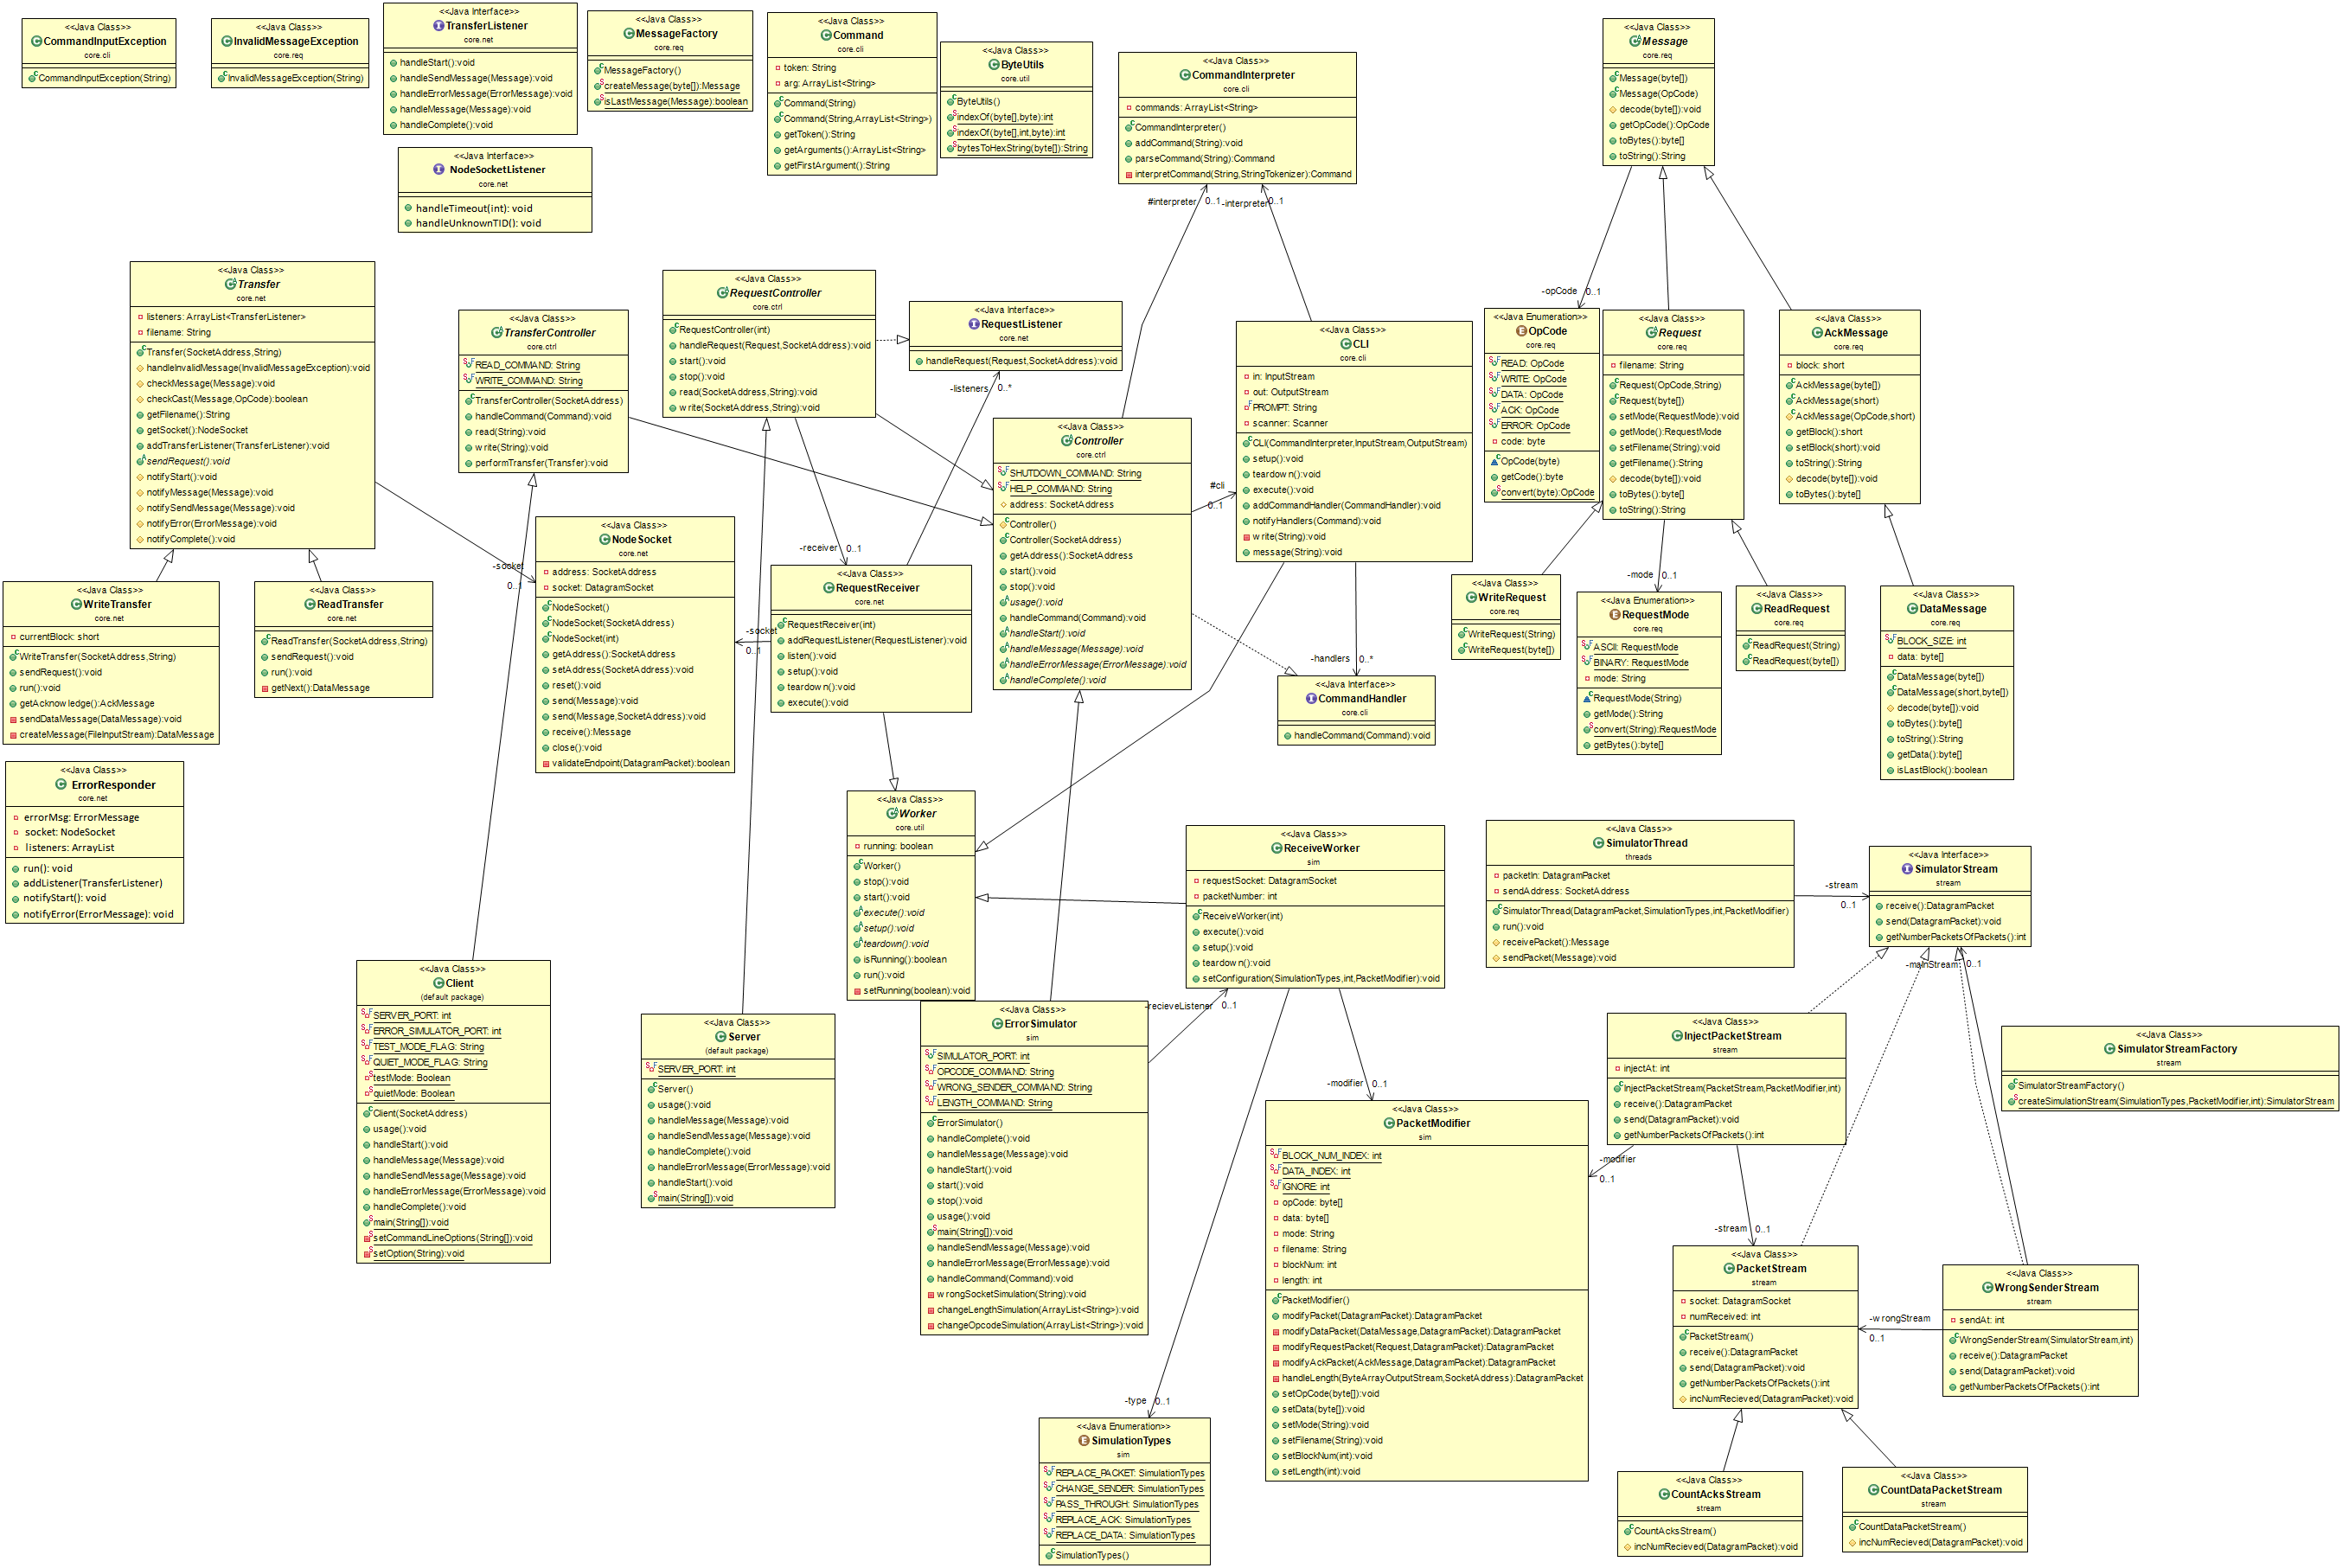 <<Java Class>>
CommandInputException
core.cli
CommandInputException(String)
<<Java Class>>
InvalidMessageException
core.req
InvalidMessageException(String)
<<Java Interface>>
TransferListener
core.net
handleStart():void
handleSendMessage(Message):void
handleErrorMessage(ErrorMessage):void
handleMessage(Message):void
handleComplete():void
<<Java Class>>
MessageFactory
core.req
MessageFactory()
createMessage(byte[]):Message
isLastMessage(Message):boolean
<<Java Class>>
Command
core.cli
token: String
arg: ArrayList<String>
Command(String)
Command(String,ArrayList<String>)
getToken():String
getArguments():ArrayList<String>
getFirstArgument():String
<<Java Class>>
ByteUtils
core.util
ByteUtils()
indexOf(byte[],byte):int
indexOf(byte[],int,byte):int
bytesToHexString(byte[]):String
<<Java Class>>
CommandInterpreter
core.cli
commands: ArrayList<String>
CommandInterpreter()
addCommand(String):void
parseCommand(String):Command
interpretCommand(String,StringTokenizer):Command
<<Java Class>>
Message
core.req
Message(byte[])
Message(OpCode)
decode(byte[]):void
getOpCode():OpCode
toBytes():byte[]
toString():String
<<Java Interface>>
NodeSocketListener
core.net
handleTimeout(int): void
handleUnknownTID(): void
#interpreter 0..1
-interpreter 0..1
<<Java Class>>
Transfer
core.net
listeners: ArrayList<TransferListener>
filename: String
Transfer(SocketAddress,String)
handleInvalidMessage(InvalidMessageException):void
checkMessage(Message):void
checkCast(Message,OpCode):boolean
getFilename():String
getSocket():NodeSocket
addTransferListener(TransferListener):void
sendRequest():void
notifyStart():void
notifyMessage(Message):void
notifySendMessage(Message):void
notifyError(ErrorMessage):void
notifyComplete():void
<<Java Class>>
TransferController
core.ctrl
READ_COMMAND: String
WRITE_COMMAND: String
TransferController(SocketAddress)
handleCommand(Command):void
read(String):void
write(String):void
performTransfer(Transfer):void
<<Java Class>>
RequestController
core.ctrl
RequestController(int)
handleRequest(Request,SocketAddress):void
start():void
stop():void
read(SocketAddress,String):void
write(SocketAddress,String):void
<<Java Interface>>
RequestListener
core.net
handleRequest(Request,SocketAddress):void
-listeners 0..*
<<Java Class>>
Controller
core.ctrl
SHUTDOWN_COMMAND: String
HELP_COMMAND: String
address: SocketAddress
Controller()
Controller(SocketAddress)
getAddress():SocketAddress
start():void
stop():void
usage():void
handleCommand(Command):void
handleStart():void
handleMessage(Message):void
handleErrorMessage(ErrorMessage):void
handleComplete():void
#cli
0..1
<<Java Class>>
CLI
core.cli
in: InputStream
out: OutputStream
PROMPT: String
scanner: Scanner
CLI(CommandInterpreter,InputStream,OutputStream)
setup():void
teardown():void
execute():void
addCommandHandler(CommandHandler):void
notifyHandlers(Command):void
write(String):void
message(String):void
-opCode 0..1
<<Java Enumeration>>
OpCode
core.req
READ: OpCode
WRITE: OpCode
DATA: OpCode
ACK: OpCode
ERROR: OpCode
code: byte
OpCode(byte)
getCode():byte
convert(byte):OpCode
<<Java Class>>
Request
core.req
filename: String
Request(OpCode,String)
Request(byte[])
setMode(RequestMode):void
getMode():RequestMode
setFilename(String):void
getFilename():String
decode(byte[]):void
toBytes():byte[]
toString():String
<<Java Class>>
AckMessage
core.req
block: short
AckMessage(byte[])
AckMessage(short)
AckMessage(OpCode,short)
getBlock():short
setBlock(short):void
toString():String
decode(byte[]):void
toBytes():byte[]
<<Java Class>>
WriteTransfer
core.net
currentBlock: short
WriteTransfer(SocketAddress,String)
sendRequest():void
run():void
getAcknowledge():AckMessage
sendDataMessage(DataMessage):void
createMessage(FileInputStream):DataMessage
<<Java Class>>
ReadTransfer
core.net
ReadTransfer(SocketAddress,String)
sendRequest():void
run():void
getNext():DataMessage
-socket
0..1
<<Java Class>>
NodeSocket
core.net
address: SocketAddress
socket: DatagramSocket
NodeSocket()
NodeSocket(SocketAddress)
NodeSocket(int)
getAddress():SocketAddress
setAddress(SocketAddress):void
reset():void
send(Message):void
send(Message,SocketAddress):void
receive():Message
close():void
validateEndpoint(DatagramPacket):boolean
-receiver 0..1
-socket
0..1
<<Java Class>>
RequestReceiver
core.net
RequestReceiver(int)
addRequestListener(RequestListener):void
listen():void
setup():void
teardown():void
execute():void
-handlers 0..*
<<Java Interface>>
CommandHandler
core.cli
handleCommand(Command):void
<<Java Class>>
WriteRequest
core.req
WriteRequest(String)
WriteRequest(byte[])
-mode 0..1
<<Java Enumeration>>
RequestMode
core.req
ASCII: RequestMode
BINARY: RequestMode
mode: String
RequestMode(String)
getMode():String
convert(String):RequestMode
getBytes():byte[]
<<Java Class>>
ReadRequest
core.req
ReadRequest(String)
ReadRequest(byte[])
<<Java Class>>
DataMessage
core.req
BLOCK_SIZE: int
data: byte[]
DataMessage(byte[])
DataMessage(short,byte[])
decode(byte[]):void
toBytes():byte[]
toString():String
getData():byte[]
isLastBlock():boolean
<<Java Class>>
ErrorResponder
core.net
errorMsg: ErrorMessage
socket: NodeSocket
listeners: ArrayList
run(): void
addListener(TransferListener)
notifyStart(): void
notifyError(ErrorMessage): void
<<Java Class>>
Worker
core.util
running: boolean
Worker()
stop():void
start():void
execute():void
setup():void
teardown():void
isRunning():boolean
run():void
setRunning(boolean):void
<<Java Class>>
ReceiveWorker
sim
requestSocket: DatagramSocket
packetNumber: int
ReceiveWorker(int)
execute():void
setup():void
teardown():void
setConfiguration(SimulationTypes,int,PacketModifier):void
<<Java Class>>
SimulatorThread
threads
packetIn: DatagramPacket
sendAddress: SocketAddress
SimulatorThread(DatagramPacket,SimulationTypes,int,PacketModifier)
run():void
receivePacket():Message
sendPacket(Message):void
-stream
0..1
<<Java Interface>>
SimulatorStream
stream
receive():DatagramPacket
send(DatagramPacket):void
getNumberPacketsOfPackets():int
-mainStream 0..1
<<Java Class>>
Client
(default package)
SERVER_PORT: int
ERROR_SIMULATOR_PORT: int
TEST_MODE_FLAG: String
QUIET_MODE_FLAG: String
testMode: Boolean
quietMode: Boolean
Client(SocketAddress)
usage():void
handleStart():void
handleMessage(Message):void
handleSendMessage(Message):void
handleErrorMessage(ErrorMessage):void
handleComplete():void
main(String[]):void
setCommandLineOptions(String[]):void
setOption(String):void
<<Java Class>>
Server
(default package)
SERVER_PORT: int
Server()
usage():void
handleMessage(Message):void
handleSendMessage(Message):void
handleComplete():void
handleErrorMessage(ErrorMessage):void
handleStart():void
main(String[]):void
<<Java Class>>
ErrorSimulator
sim
SIMULATOR_PORT: int
OPCODE_COMMAND: String
WRONG_SENDER_COMMAND: String
LENGTH_COMMAND: String
ErrorSimulator()
handleComplete():void
handleMessage(Message):void
handleStart():void
start():void
stop():void
usage():void
main(String[]):void
handleSendMessage(Message):void
handleErrorMessage(ErrorMessage):void
handleCommand(Command):void
wrongSocketSimulation(String):void
changeLengthSimulation(ArrayList<String>):void
changeOpcodeSimulation(ArrayList<String>):void
-recieveListener 0..1
-modifier 0..1
<<Java Class>>
PacketModifier
sim
BLOCK_NUM_INDEX: int
DATA_INDEX: int
IGNORE: int
opCode: byte[]
data: byte[]
mode: String
filename: String
blockNum: int
length: int
PacketModifier()
modifyPacket(DatagramPacket):DatagramPacket
modifyDataPacket(DataMessage,DatagramPacket):DatagramPacket
modifyRequestPacket(Request,DatagramPacket):DatagramPacket
modifyAckPacket(AckMessage,DatagramPacket):DatagramPacket
handleLength(ByteArrayOutputStream,SocketAddress):DatagramPacket
setOpCode(byte[]):void
setData(byte[]):void
setMode(String):void
setFilename(String):void
setBlockNum(int):void
setLength(int):void
<<Java Class>>
InjectPacketStream
stream
injectAt: int
InjectPacketStream(PacketStream,PacketModifier,int)
receive():DatagramPacket
send(DatagramPacket):void
getNumberPacketsOfPackets():int
-modifier
0..1
<<Java Class>>
SimulatorStreamFactory
stream
SimulatorStreamFactory()
createSimulationStream(SimulationTypes,PacketModifier,int):SimulatorStream
-stream 0..1
<<Java Class>>
PacketStream
stream
socket: DatagramSocket
numReceived: int
PacketStream()
receive():DatagramPacket
send(DatagramPacket):void
getNumberPacketsOfPackets():int
incNumRecieved(DatagramPacket):void
-wrongStream
0..1
<<Java Class>>
WrongSenderStream
stream
sendAt: int
WrongSenderStream(SimulatorStream,int)
receive():DatagramPacket
send(DatagramPacket):void
getNumberPacketsOfPackets():int
-type 0..1
<<Java Enumeration>>
SimulationTypes
sim
REPLACE_PACKET: SimulationTypes
CHANGE_SENDER: SimulationTypes
PASS_THROUGH: SimulationTypes
REPLACE_ACK: SimulationTypes
REPLACE_DATA: SimulationTypes
SimulationTypes()
<<Java Class>>
CountAcksStream
stream
CountAcksStream()
incNumRecieved(DatagramPacket):void
<<Java Class>>
CountDataPacketStream
stream
CountDataPacketStream()
incNumRecieved(DatagramPacket):void